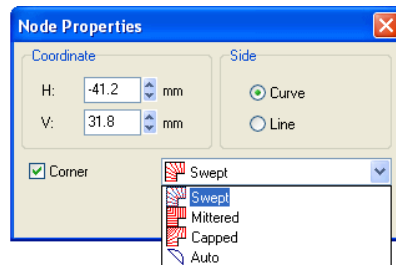 Node Properties
Coordinate
Side
H: -41.2 mm
Curve
V: 31.8 mm
Line
Corner
Swept
Swept
Mittered
Capped
Auto